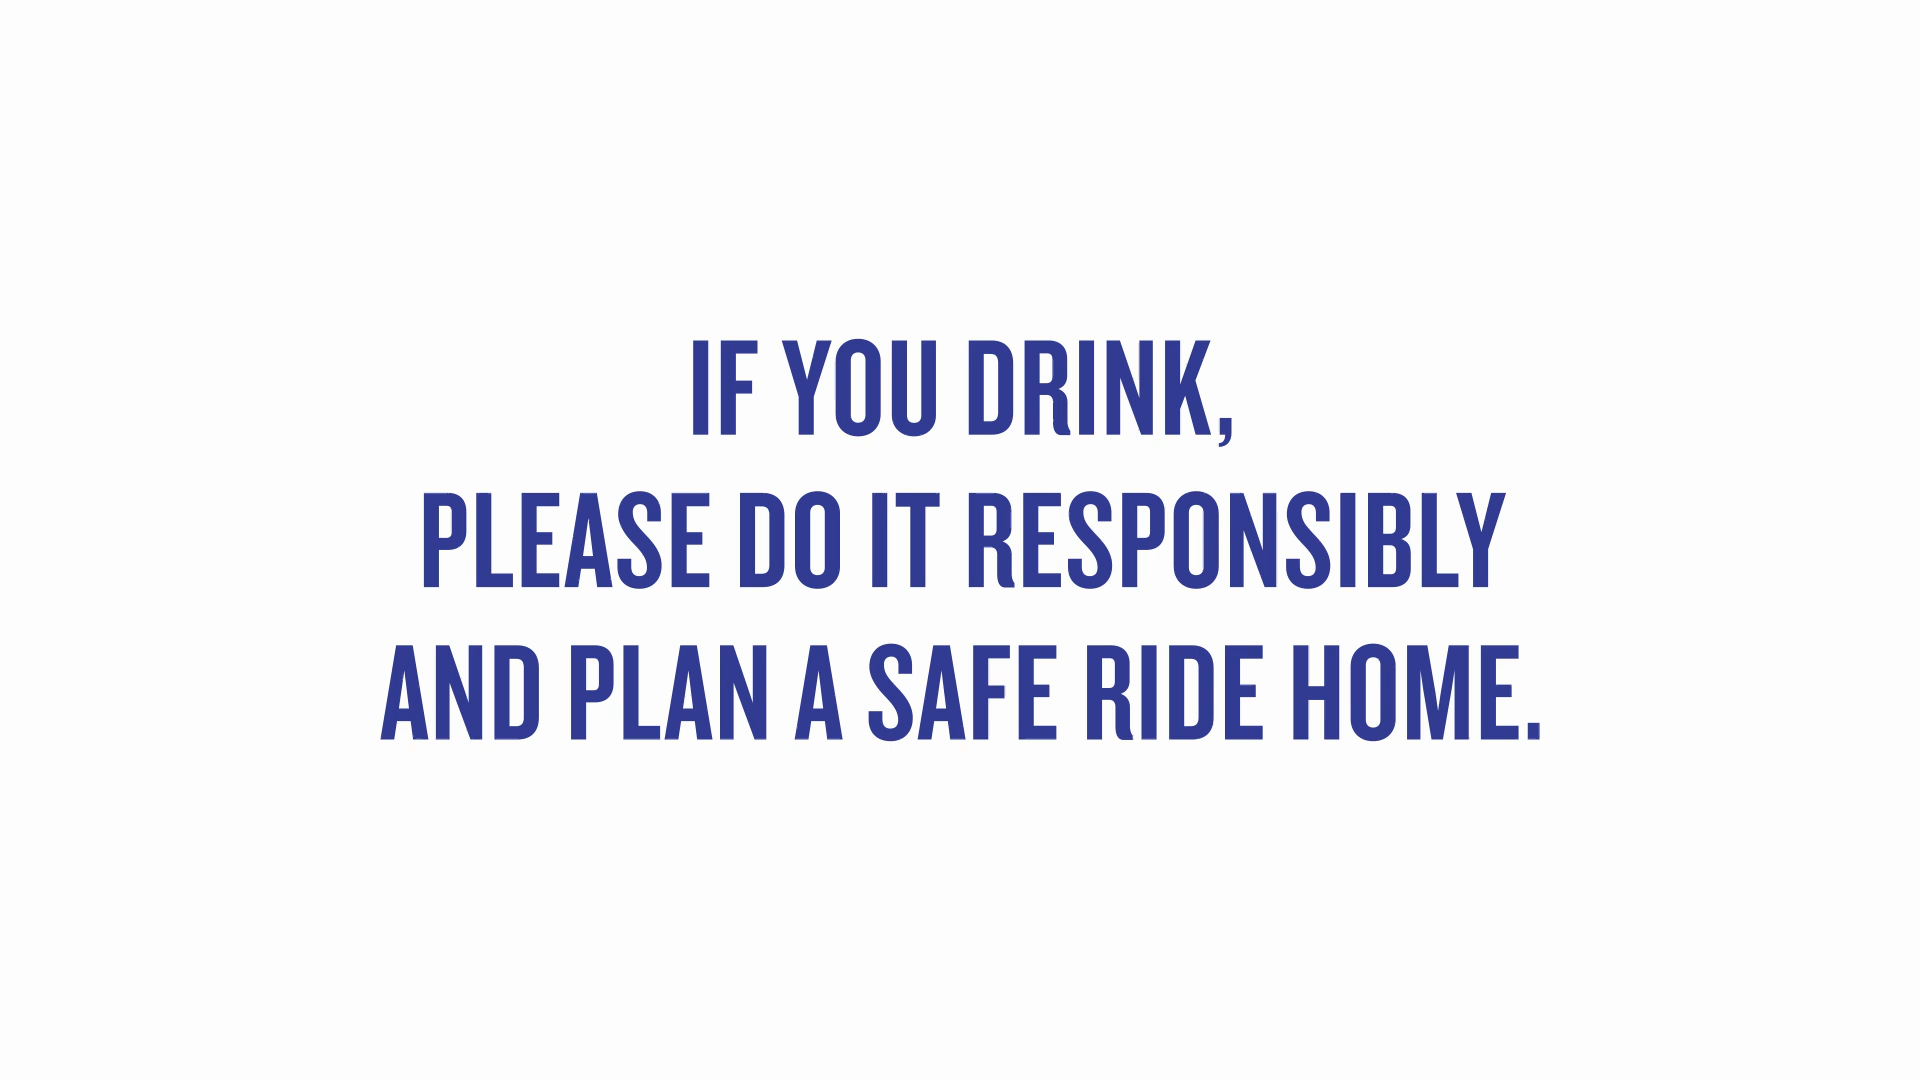 IF YOU DRINK,
PLEASE DO IT RESPONSIBLY
AND PLAN A SAFE RIDE HOME.